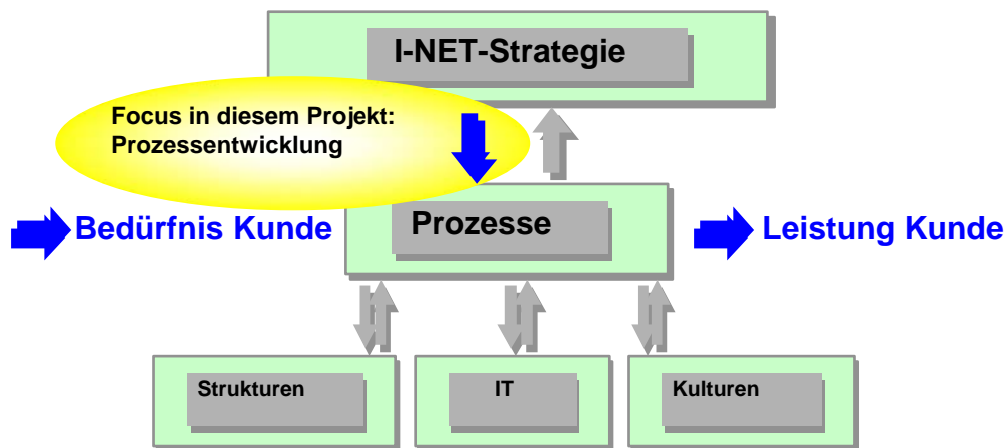 I-NET-Strategie
Focus in diesem Projekt:
Prozessentwicklung
Bedürfnis Kunde
Prozesse
Leistung Kunde
Strukturen
IT
Kulturen